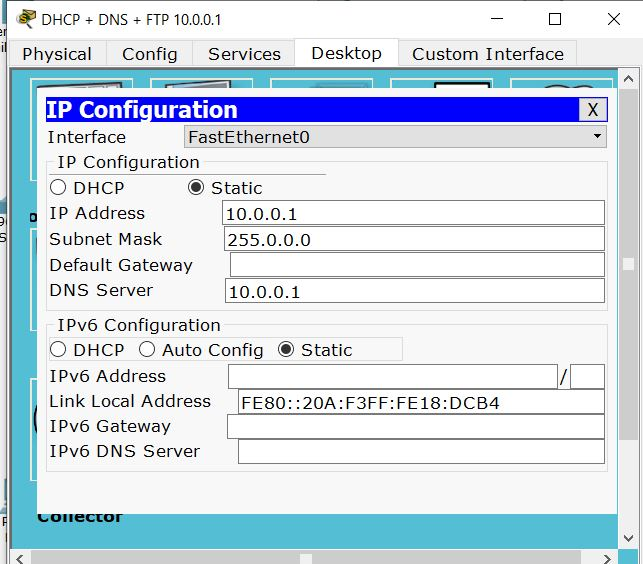 DHCP + DNS + FTP 10.0.0.1
Physical Config Services Desktop Custom Interface
IP Configuration X
Interface FastEthernet0
IP Configuration
DHCP Static
IP Address 10.0.0.1
Subnet Mask 255.0.0.0
Default Gateway
DNS Server 10.0.0.1
IPv6 Configuration
DHCP Auto Config Static
IPv6 Address /
Link Local Address FE80::20A:F3FF:FE18:DCB4
IPv6 Gateway
IPv6 DNS Server
Collector